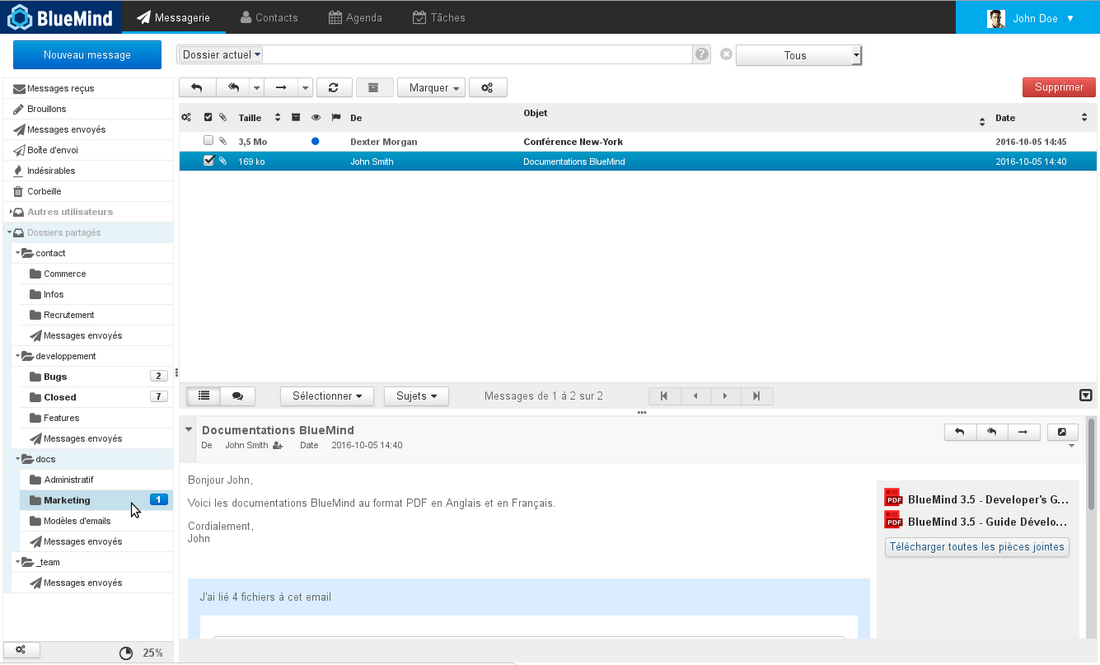 BlueMind Messagerie Contacts Agenda Tâches John Doe
Nouveau message
Dossier actuel ? Tous
Messages reçus
Brouillons
Messages envoyés
Boîte d'envoi
Indésirables
Corbeille
Autres utilisateurs
Dossiers partagés
contact
Commerce
Infos
Recrutement
Messages envoyés
developpement
Bugs 2
Closed 7
Features
Messages envoyés
docs
Administratif
Marketing 1
Modèles d'emails
Messages envoyés
_team
Messages envoyés
25%
Marquer Supprimer
Taille De Objet Date
3,5 Mo Dexter Morgan Conférence New-York 2016-10-05 14:45
169 ko John Smith Documentations BlueMind 2016-10-05 14:40
Sélectionner Sujets Messages de 1 à 2 sur 2
Documentations BlueMind
De John Smith Date 2016-10-05 14:40
Bonjour John,
Voici les documentations BlueMind au format PDF en Anglais et en Français.
Cordialement,
John
J'ai lié 4 fichiers à cet email
PDF BlueMind 3.5 - Developer's G...
PDF BlueMind 3.5 - Guide Dévelo...
Télécharger toutes les pièces jointes